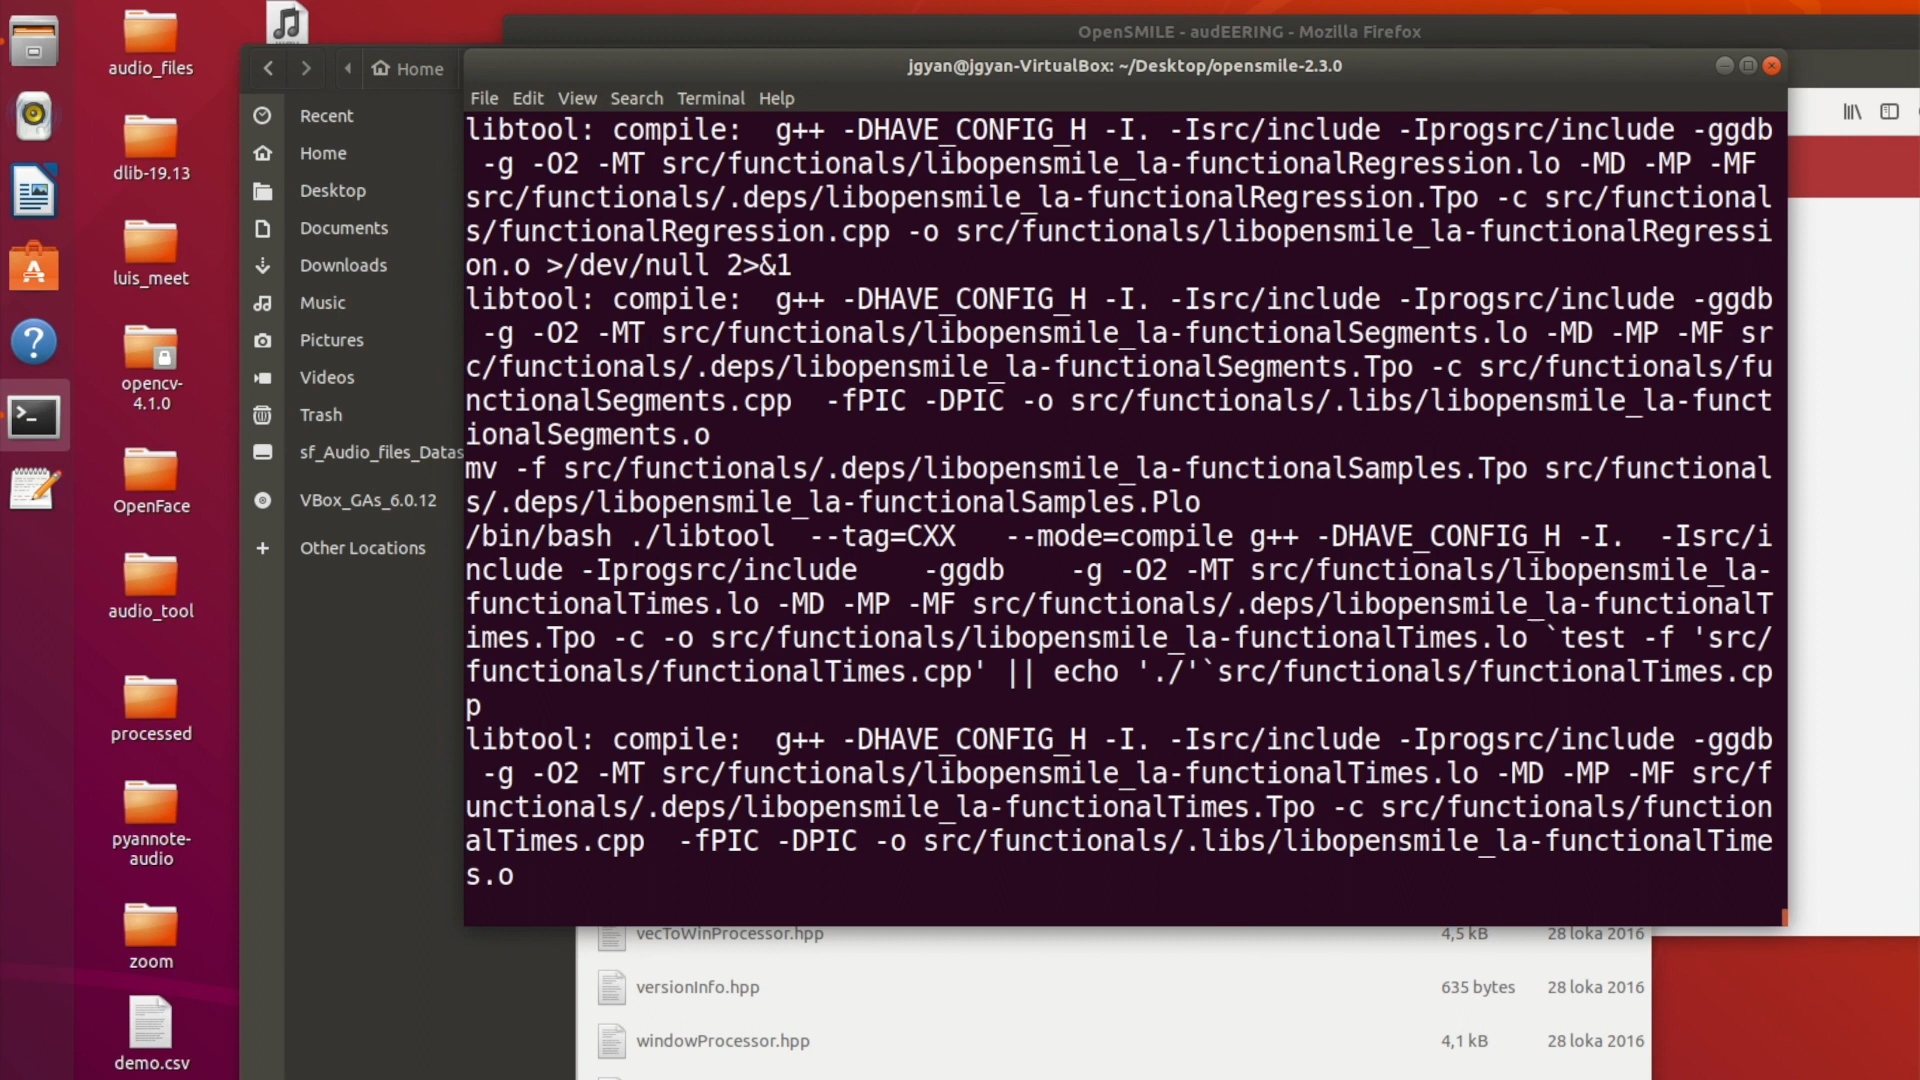 OpenSMILE - audEERING - Mozilla Firefox
jgyan@jgyan-VirtualBox: ~/Desktop/opensmile-2.3.0
File Edit View Search Terminal Help
libtool: compile:  g++ -DHAVE_CONFIG_H -I. -Isrc/include -Iprogsrc/include -ggdb
 -g -O2 -MT src/functionals/libopensmile_la-functionalRegression.lo -MD -MP -MF
src/functionals/.deps/libopensmile_la-functionalRegression.Tpo -c src/functional
s/functionalRegression.cpp -o src/functionals/libopensmile_la-functionalRegressi
on.o >/dev/null 2>&1
libtool: compile:  g++ -DHAVE_CONFIG_H -I. -Isrc/include -Iprogsrc/include -ggdb
 -g -O2 -MT src/functionals/libopensmile_la-functionalSegments.lo -MD -MP -MF sr
c/functionals/.deps/libopensmile_la-functionalSegments.Tpo -c src/functionals/fu
nctionalSegments.cpp  -fPIC -DPIC -o src/functionals/.libs/libopensmile_la-funct
ionalSegments.o
mv -f src/functionals/.deps/libopensmile_la-functionalSamples.Tpo src/functional
s/.deps/libopensmile_la-functionalSamples.Plo
/bin/bash ./libtool  --tag=CXX   --mode=compile g++ -DHAVE_CONFIG_H -I.  -Isrc/i
nclude -Iprogsrc/include    -ggdb    -g -O2 -MT src/functionals/libopensmile_la-
functionalTimes.lo -MD -MP -MF src/functionals/.deps/libopensmile_la-functionalT
imes.Tpo -c -o src/functionals/libopensmile_la-functionalTimes.lo `test -f 'src/
functionals/functionalTimes.cpp' || echo './'`src/functionals/functionalTimes.cp
p
libtool: compile:  g++ -DHAVE_CONFIG_H -I. -Isrc/include -Iprogsrc/include -ggdb
 -g -O2 -MT src/functionals/libopensmile_la-functionalTimes.lo -MD -MP -MF src/f
unctionals/.deps/libopensmile_la-functionalTimes.Tpo -c src/functionals/function
alTimes.cpp  -fPIC -DPIC -o src/functionals/.libs/libopensmile_la-functionalTime
s.o
Home
Recent
Home
Desktop
Documents
Downloads
Music
Pictures
Videos
Trash
sf_Audio_files_Datas
VBox_GAs_6.0.12
Other Locations
audio_files
dlib-19.13
luis_meet
opencv-
4.1.0
OpenFace
audio_tool
processed
pyannote-
audio
zoom
demo.csv
vecToWinProcessor.hpp 4,5 kB 28 loka 2016
versionInfo.hpp 635 bytes 28 loka 2016
windowProcessor.hpp 4,1 kB 28 loka 2016